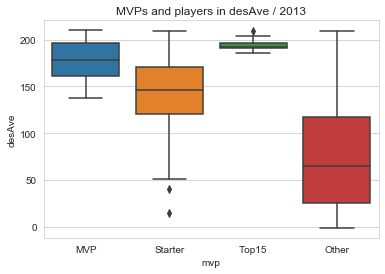 MVPs and players in desAve / 2013
200
150
100
50
0
desAve
MVP Starter Top15 Other
mvp